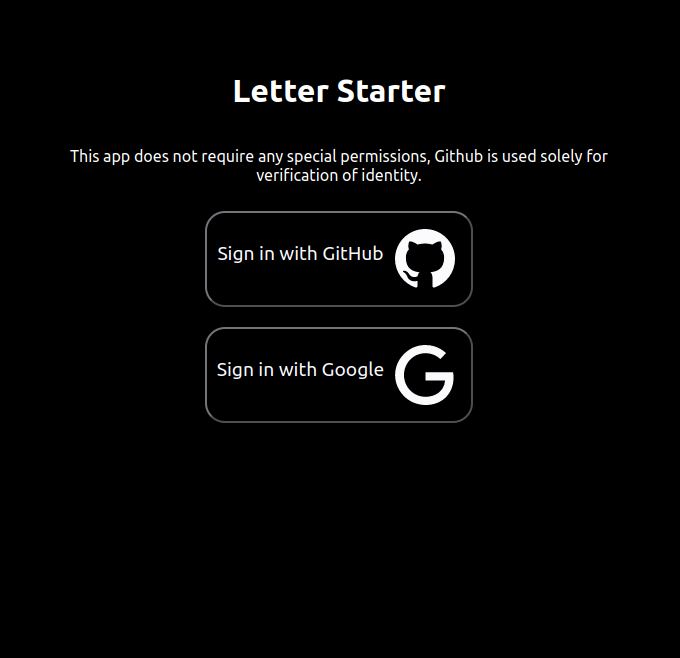 Letter Starter
This app does not require any special permissions, Github is used solely for
verification of identity.
Sign in with GitHub
Sign in with Google